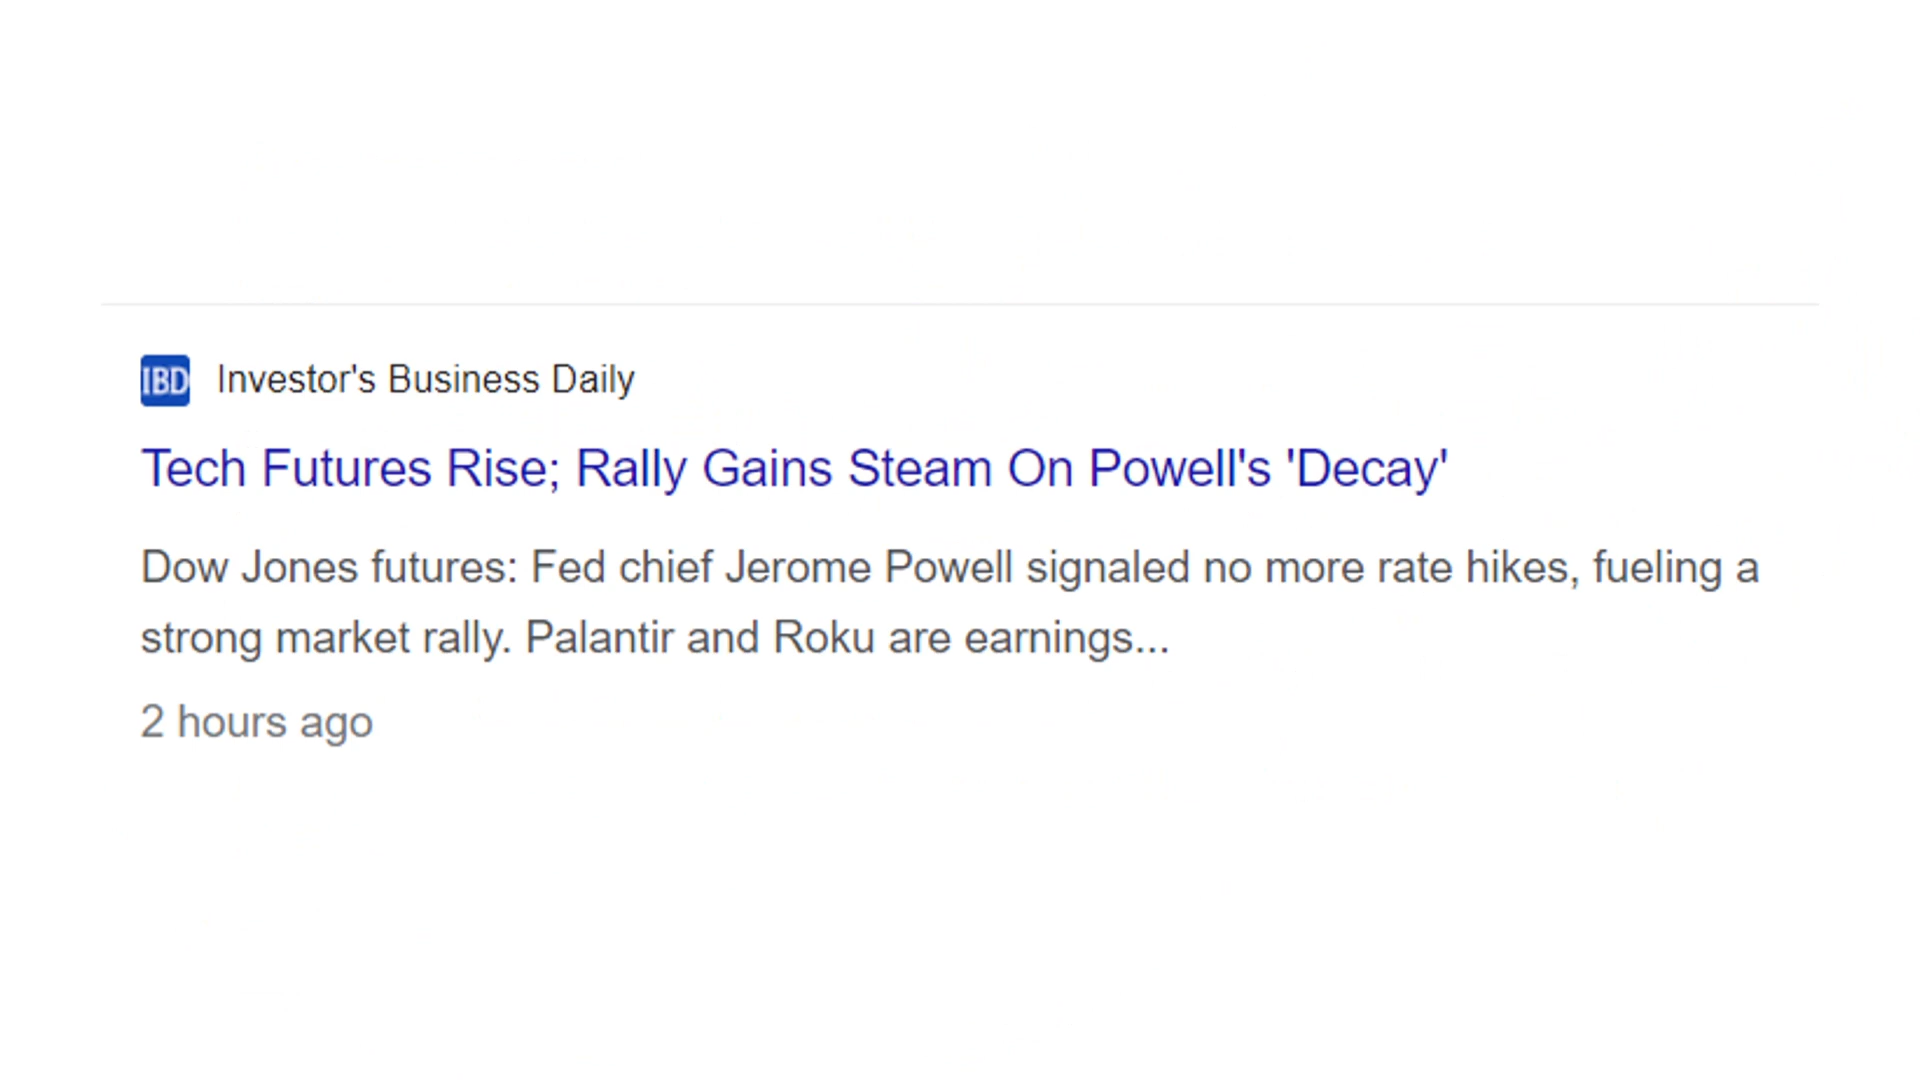 IBD Investor's Business Daily
Tech Futures Rise; Rally Gains Steam On Powell's 'Decay'
Dow Jones futures: Fed chief Jerome Powell signaled no more rate hikes, fueling a
strong market rally. Palantir and Roku are earnings...
2 hours ago